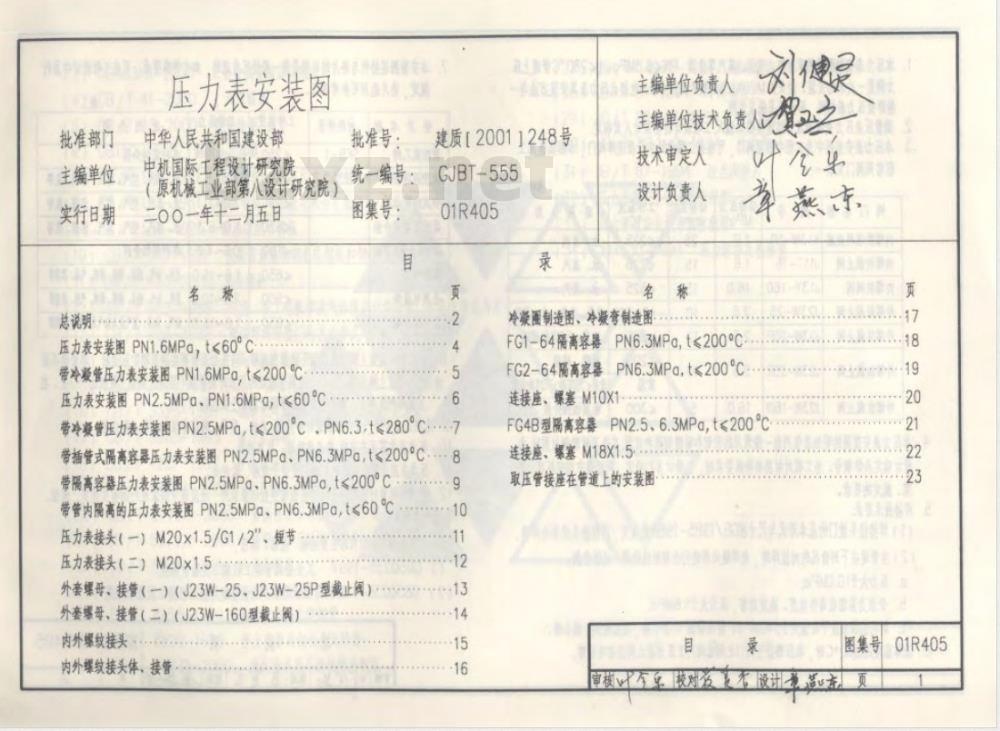 压力表安装图
批准部门 中华人民共和国建设部 批准号: 建质[2001]248号
主编单位 中机国际工程设计研究院 (原机械工业部第八设计研究院) 统一编号: GJBT-555
实行日期 二〇〇一年十二月五日 图集号: 01R405
主编单位负责人
主编单位技术负责人
技术审定人 叶全乐
设计负责人 章燕东
目 录
名 称 页
总说明 2
压力表安装图 PN1.6MPa, t≤60°C 4
带冷凝管压力表安装图 PN1.6MPa, t≤200°C 5
压力表安装图 PN2.5MPa、PN1.6MPa, t≤60°C 6
带冷凝管压力表安装图 PN2.5MPa, t≤200°C 、PN6.3, t≤280°C 7
带插管式隔离容器压力表安装图 PN2.5MPa、PN6.3MPa, t≤200°C 8
带隔离容器压力表安装图 PN2.5MPa、PN6.3MPa, t≤200°C 9
带管内隔离的压力表安装图 PN2.5MPa、PN6.3MPa, t≤60°C 10
压力表接头(一) M20x1.5/G1/2"、短节 11
压力表接头(二) M20x1.5 12
外套螺母、接管(一)(J23W-25、J23W-25P型截止阀) 13
外套螺母、接管(二)(J23W-160型截止阀) 14
内外螺纹接头 15
内外螺纹接头体、接管 16
名 称 页
冷凝圈制造图、冷凝弯制造图 17
FG1-64隔离容器 PN6.3MPa, t≤200°C 18
FG2-64隔离容器 PN6.3MPa, t≤200°C 19
连接座、螺塞 M10X1 20
FG4B型隔离容器 PN2.5、6.3MPa, t≤200°C 21
连接座、螺塞 M18X1.5 22
取压管接座在管道上的安装图 23
目 录 图集号 01R405
审核 叶全乐 校对 设计 章燕东 页 1